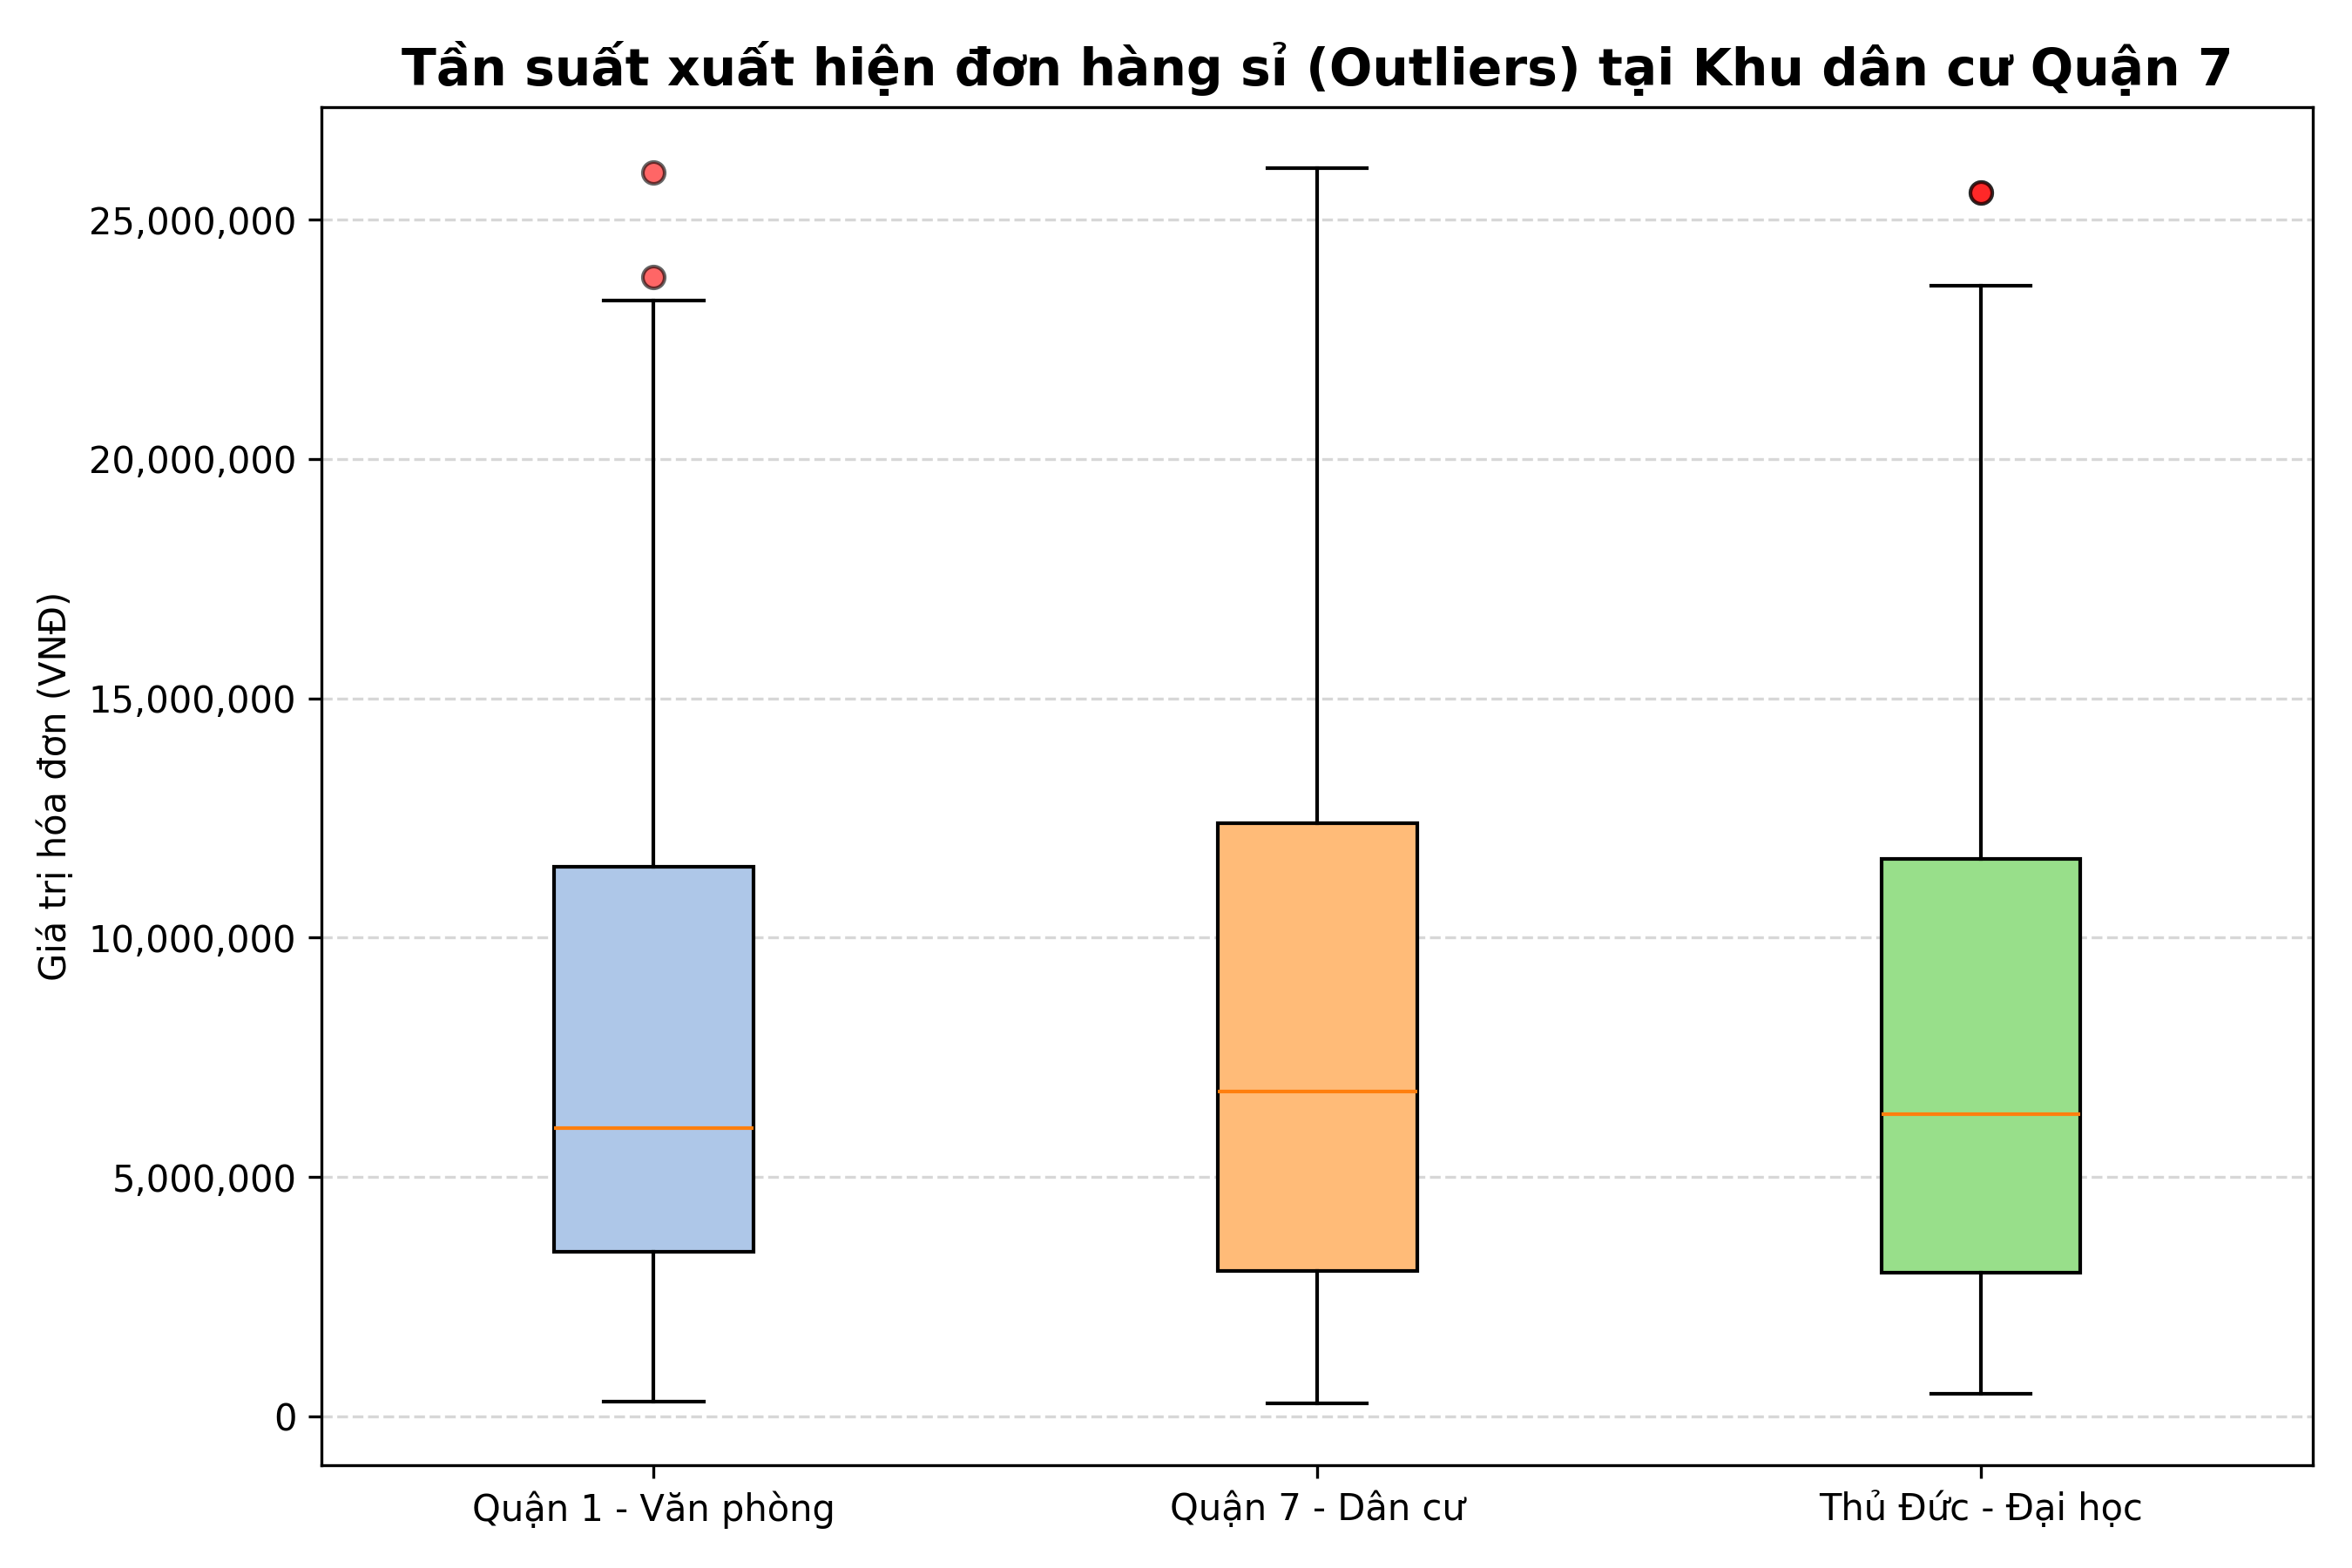 Tần suất xuất hiện đơn hàng sỉ (Outliers) tại Khu dân cư Quận 7
Giá trị hóa đơn (VNĐ)
25,000,000
20,000,000
15,000,000
10,000,000
5,000,000
0
Quận 1 - Văn phòng
Quận 7 - Dân cư
Thủ Đức - Đại học